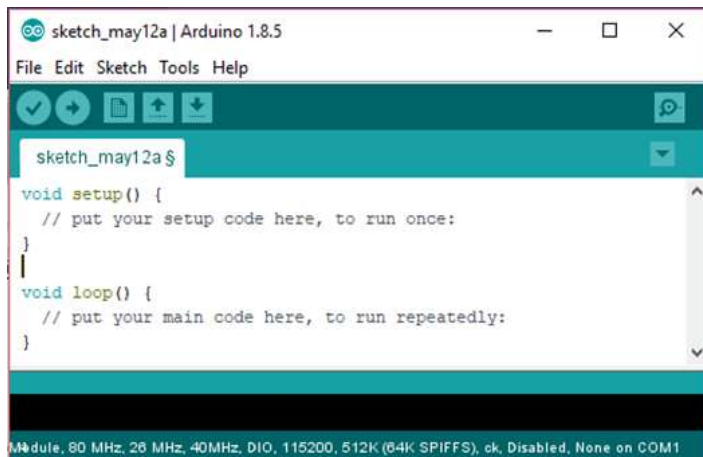 sketch_may12a | Arduino 1.8.5
File Edit Sketch Tools Help
sketch_may12a §
void setup() {
  // put your setup code here, to run once:
}
void loop() {
  // put your main code here, to run repeatedly:
}
Module, 80 MHz, 26 MHz, 40MHz, DIO, 115200, 512K (64K SPIFFS), ck, Disabled, None on COM1